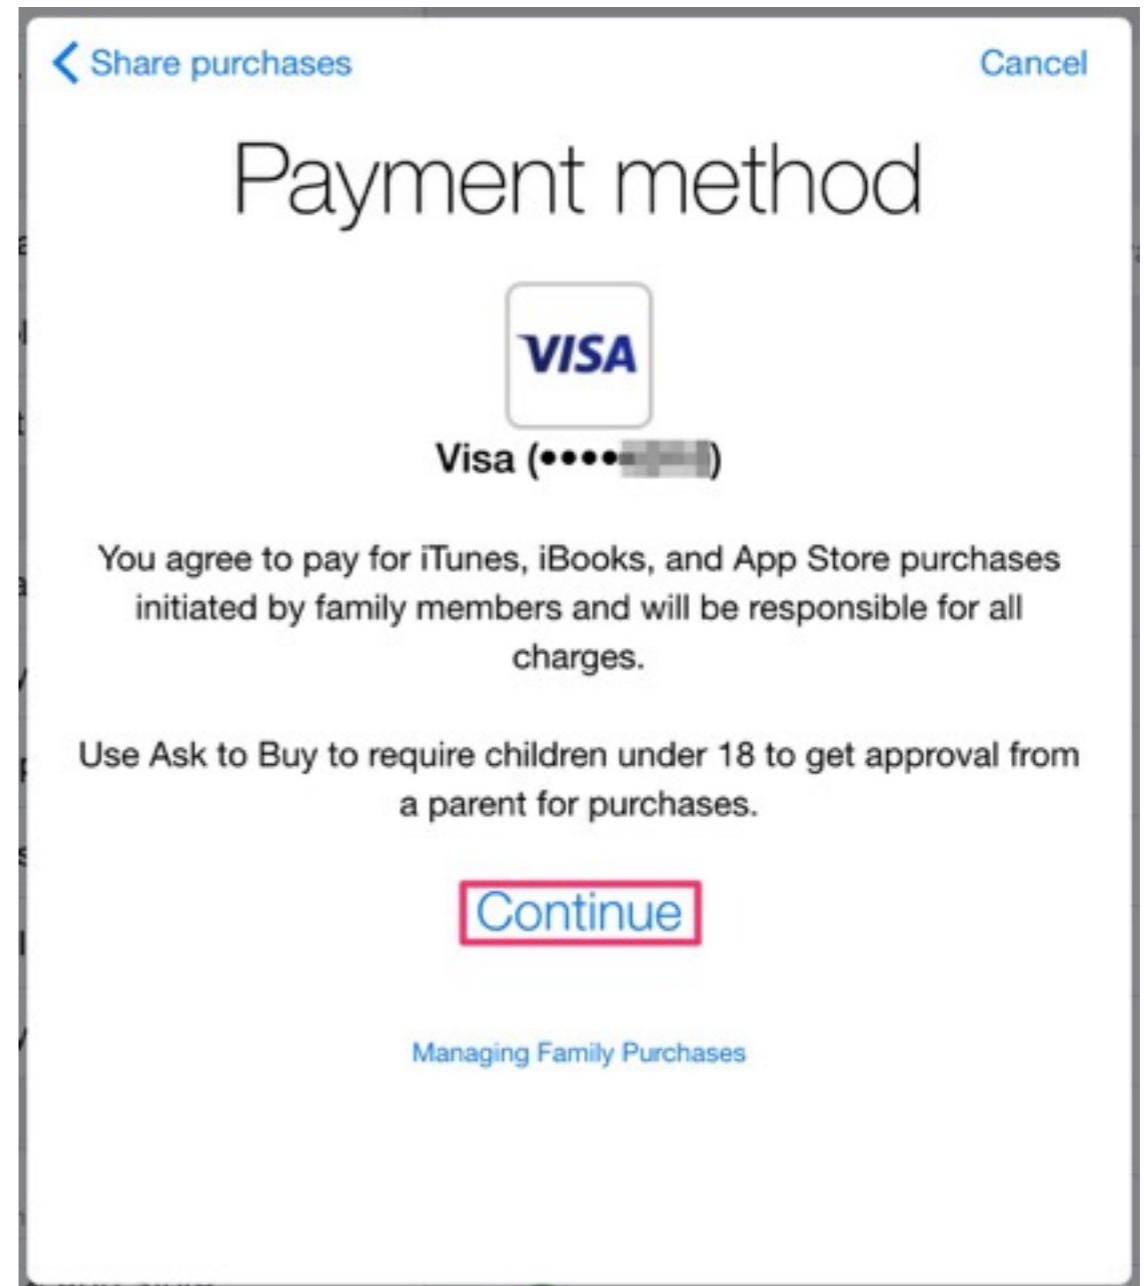 Share purchases
Cancel
Payment method
VISA
Visa (••••
You agree to pay for iTunes, iBooks, and App Store purchases
initiated by family members and will be responsible for all
charges.
Use Ask to Buy to require children under 18 to get approval from
a parent for purchases.
Continue
Managing Family Purchases